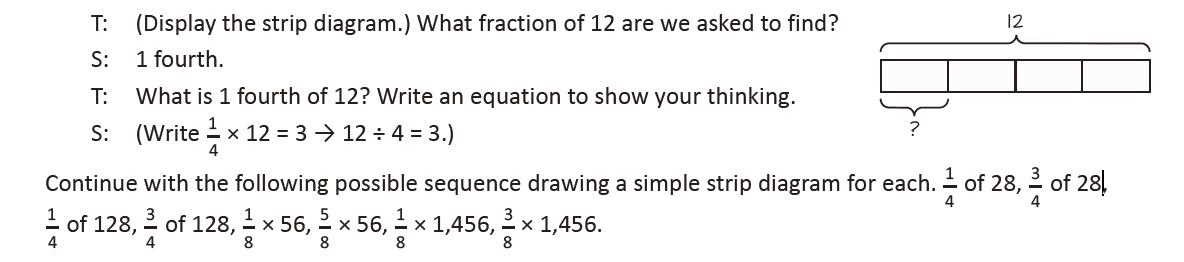 T: (Display the strip diagram.) What fraction of 12 are we asked to find?
12
S: 1 fourth.
T: What is 1 fourth of 12? Write an equation to show your thinking.
?
S: (Write 1/4 × 12 = 3 → 12 ÷ 4 = 3.)
Continue with the following possible sequence drawing a simple strip diagram for each. 1/4 of 28, 3/4 of 28,
1/4 of 128, 3/4 of 128, 1/8 × 56, 5/8 × 56, 1/8 × 1,456, 3/8 × 1,456.